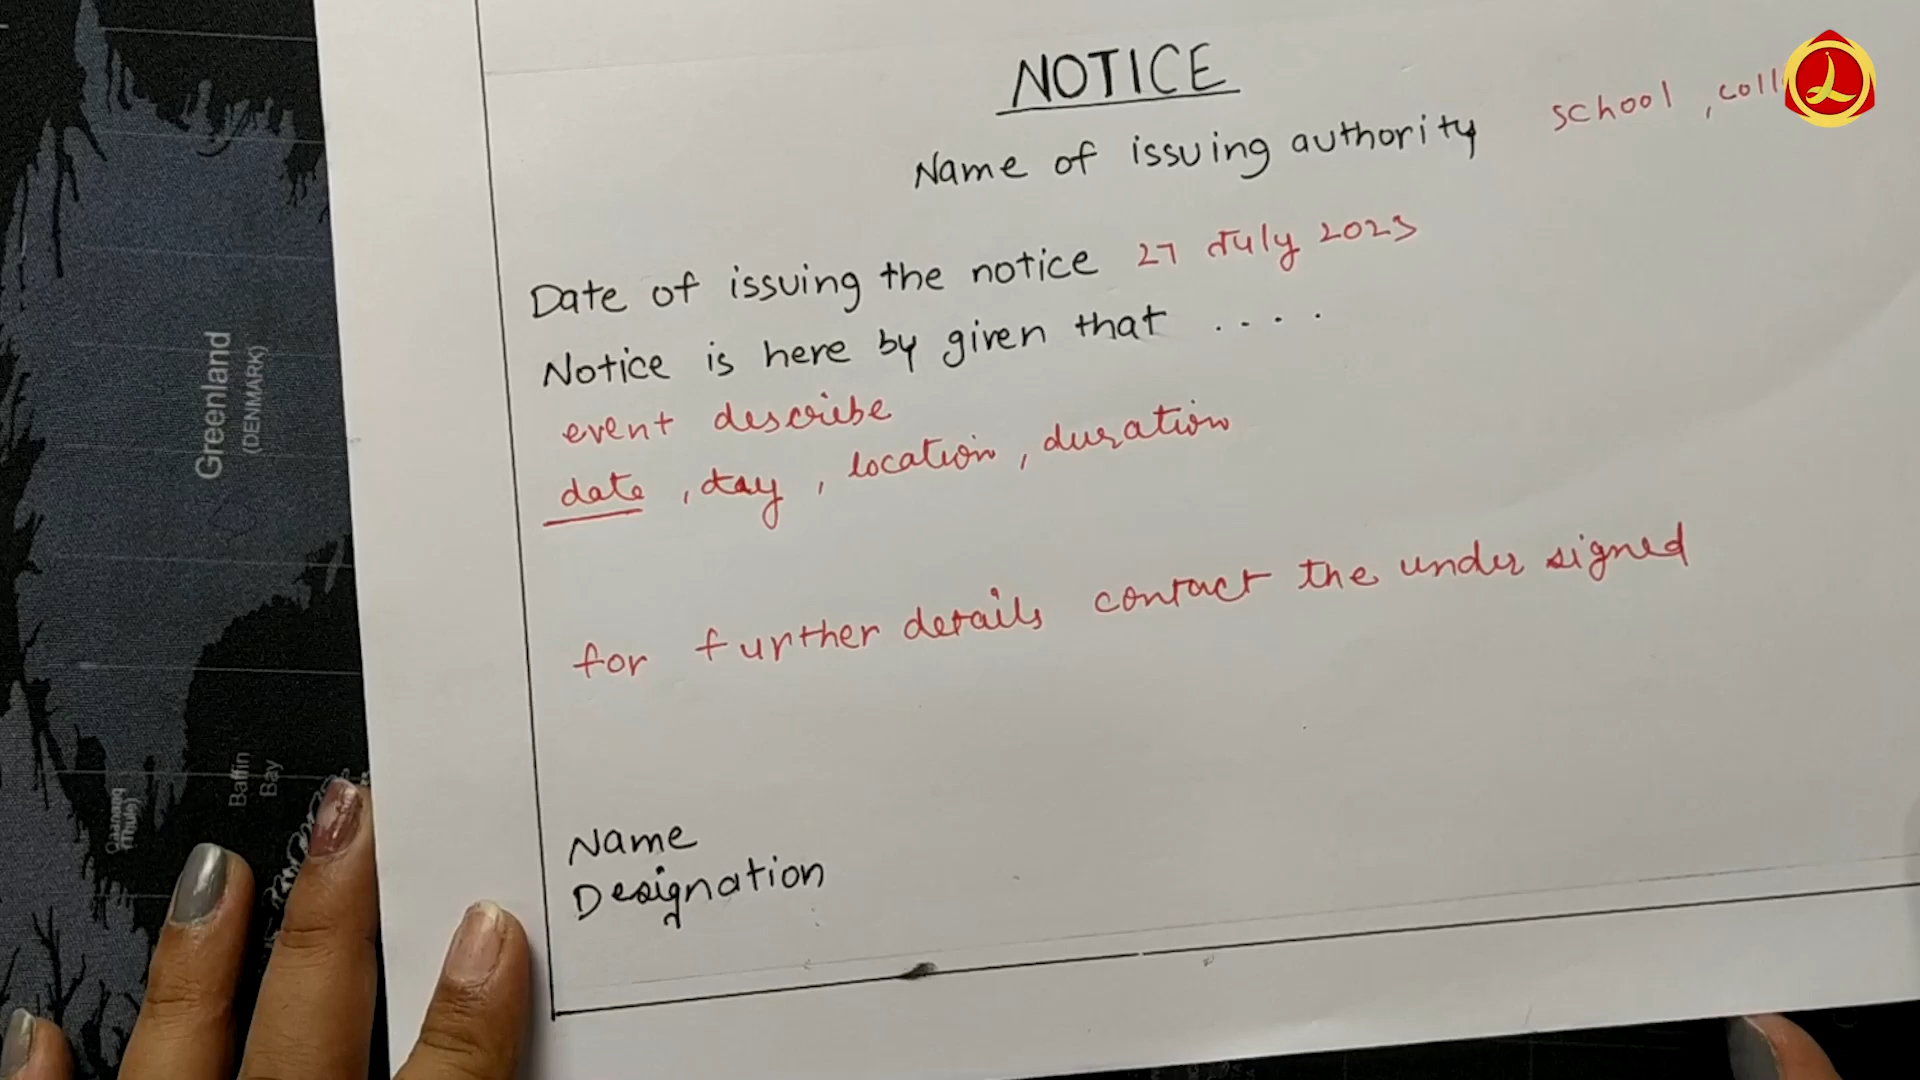 NOTICE
Name of issuing authority school, coll
Date of issuing the notice 27 July 2023
Notice is here by given that ....
event describe
date, day, location, duration
for further details contact the under signed
Name
Designation
Greenland
(DENMARK)
Baffin
Bay
Qaanaaq
(Thule)